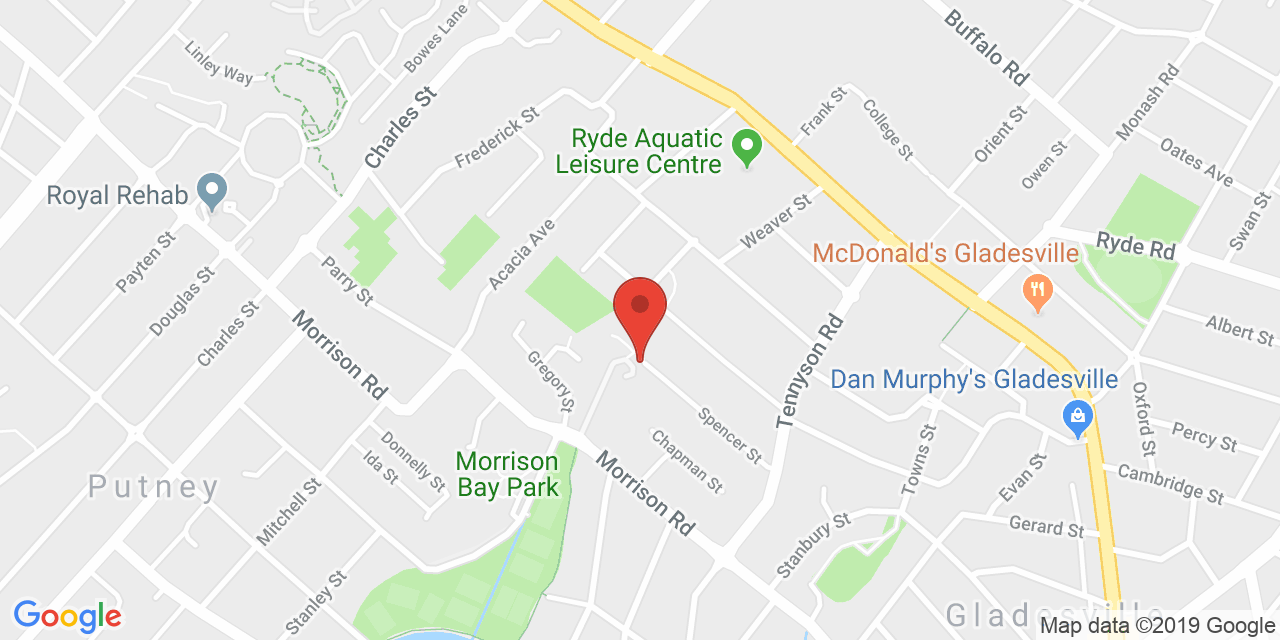 Buffalo Rd
Bowes Lane
Linley Way
Charles St
Monash Rd
Frank St
College St
Orient St
Frederick St
Ryde Aquatic
Leisure Centre
Owen St
Oates Ave
Royal Rehab
Swan St
Weaver St
Acacia Ave
Payten St
Ryde Rd
McDonald's Gladesville
Parry St
Douglas St
Charles St
Morrison Rd
Albert St
Tennyson Rd
Gregory St
Dan Murphy's Gladesville
Oxford St
Spencer St
Percy St
Donnelly St
Chapman St
Towns St
Ida St
Morrison
Bay Park
Evan St
Cambridge St
Putney
Morrison Rd
Mitchell St
Gerard St
Stanbury St
Stanley St
Gladesville
Google
Map data ©2019 Google